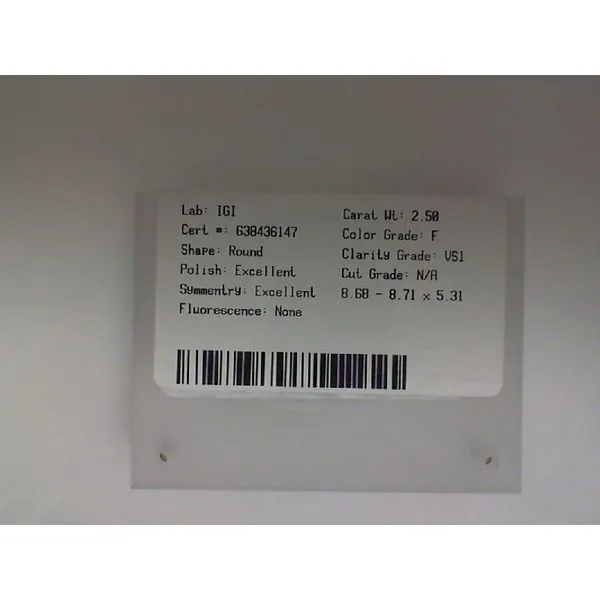 Lab: IGI
Cert #: 638436147
Shape: Round
Polish: Excellent
Symmentry: Excellent
Fluorescence: None
Carat Wt: 2.50
Color Grade: F
Clarity Grade: VS1
Cut Grade: N/A
8.68 - 8.71 x 5.31